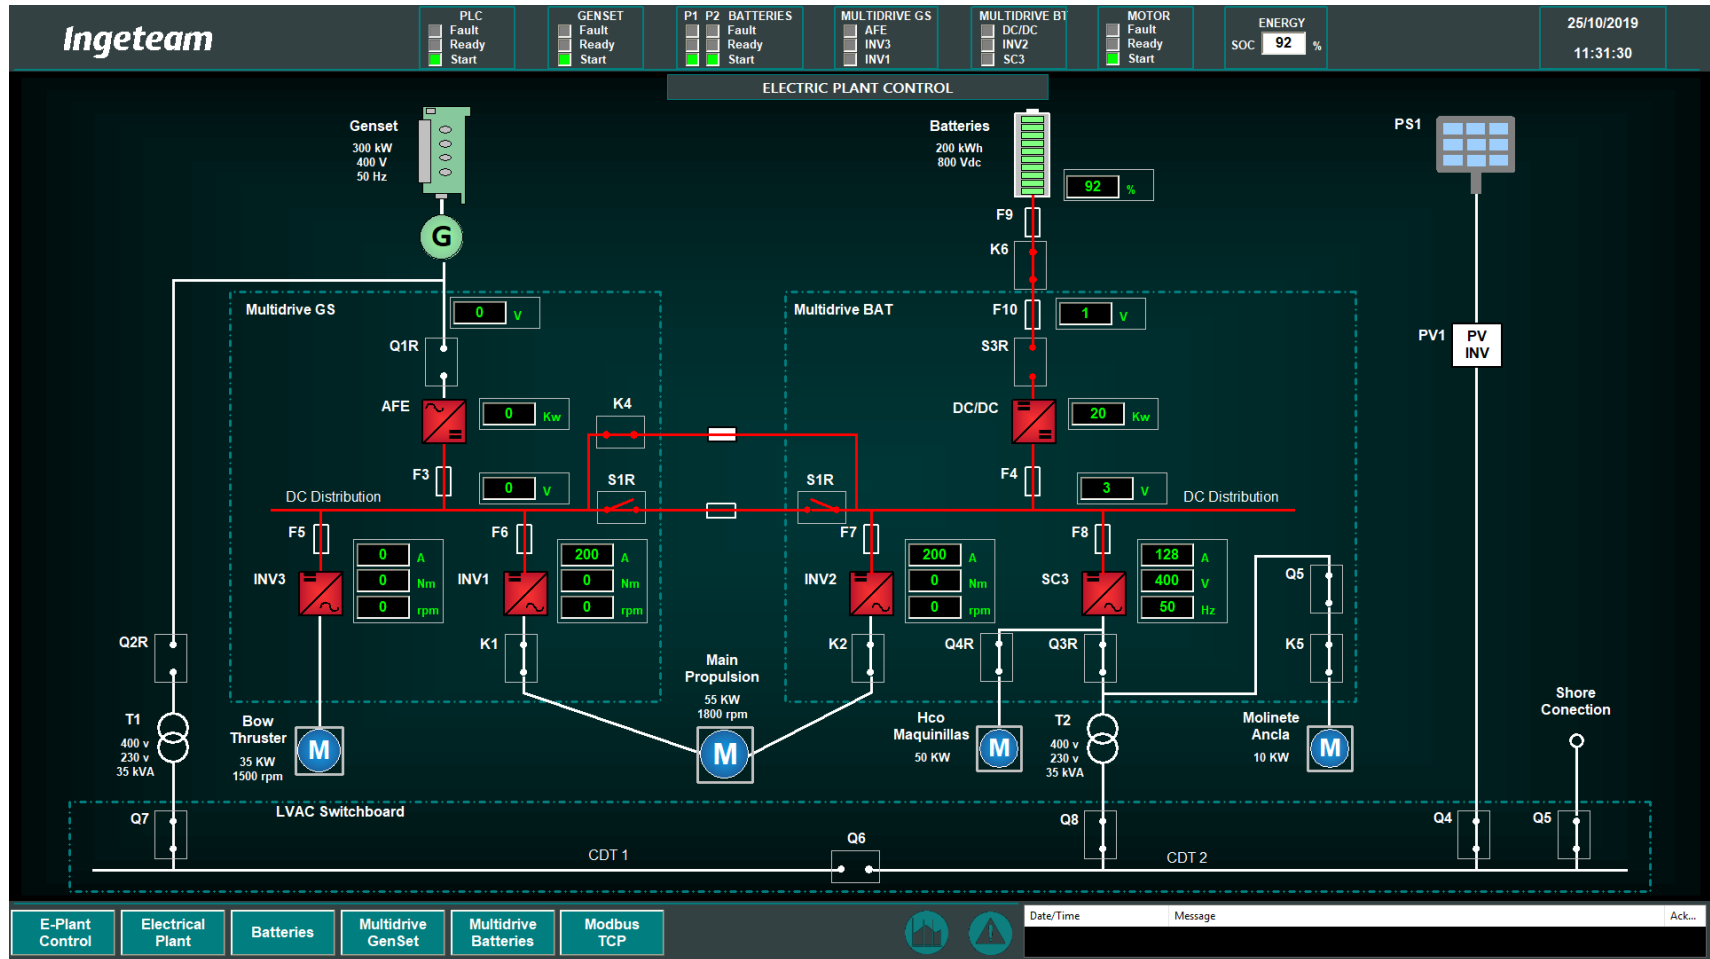 Ingeteam
PLC
Fault
Ready
Start
GENSET
Fault
Ready
Start
P1 P2 BATTERIES
Fault
Ready
Start
MULTIDRIVE GS
AFE
INV3
INV1
MULTIDRIVE BT
DC/DC
INV2
SC3
MOTOR
Fault
Ready
Start
ENERGY
SOC 92 %
25/10/2019
11:31:30
ELECTRIC PLANT CONTROL
Genset
300 kW
400 V
50 Hz
G
Batteries
200 kWh
800 Vdc
92 %
PS1
F9
K6
Multidrive GS
0 V
Q1R
AFE
0 Kw
F3
0 V
DC Distribution
K4
S1R
S1R
Multidrive BAT
F10
1 V
S3R
DC/DC
20 Kw
F4
3 V
DC Distribution
PV1
PV
INV
F5
INV3
0 A
0 Nm
0 rpm
F6
INV1
200 A
0 Nm
0 rpm
K1
F7
INV2
200 A
0 Nm
0 rpm
K2
F8
SC3
128 A
400 V
50 Hz
Q5
K5
Q4R
Q3R
Q2R
T1
400 v
230 v
35 kVA
Bow
Thruster
35 KW
1500 rpm
M
Main
Propulsion
55 KW
1800 rpm
M
Hco
Maquinillas
50 KW
M
T2
400 v
230 v
35 kVA
Molinete
Ancla
10 KW
M
Shore
Conection
LVAC Switchboard
Q7
CDT 1
Q6
Q8
CDT 2
Q4
Q5
E-Plant
Control
Electrical
Plant
Batteries
Multidrive
GenSet
Multidrive
Batteries
Modbus
TCP
Date/Time Message Ack...